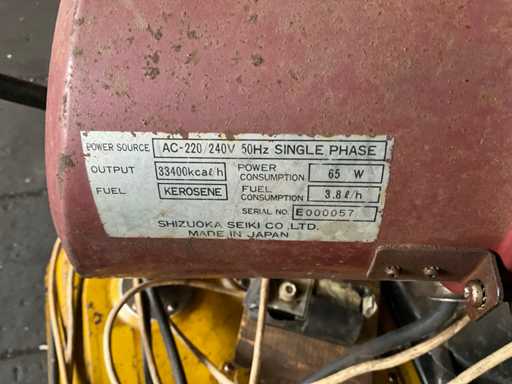 POWER SOURCE AC-220/240V 50Hz SINGLE PHASE
OUTPUT 33400kcaℓ/h POWER CONSUMPTION 65 W
FUEL KEROSENE FUEL CONSUMPTION 3.8ℓ/h
SERIAL NO. E000057
SHIZUOKA SEIKI CO.,LTD.
MADE IN JAPAN